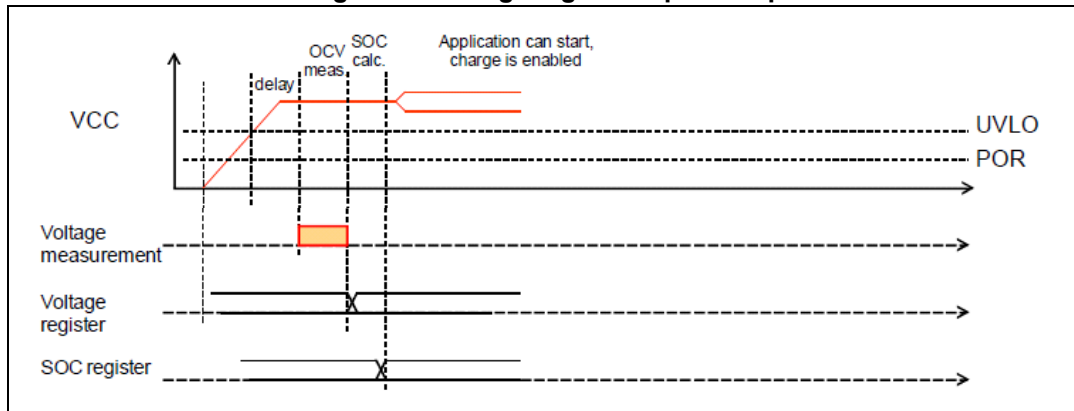 OCV
meas.
SOC
calc.
Application can start,
charge is enabled
delay
VCC
UVLO
POR
Voltage
measurement
Voltage
register
SOC register